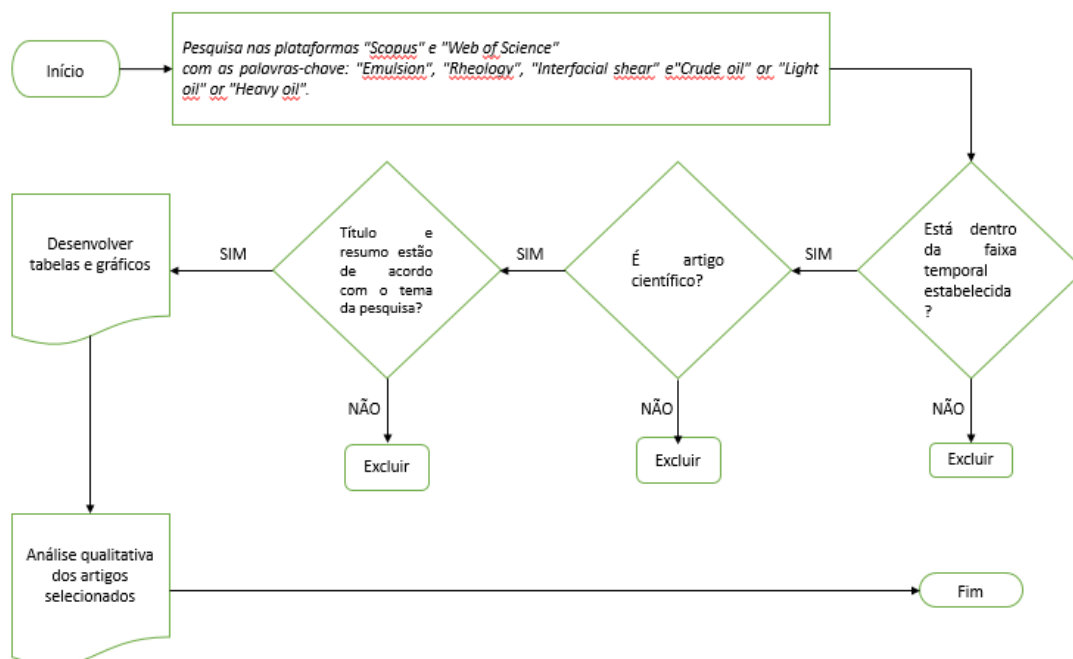 Início
Pesquisa nas plataformas "Scopus" e "Web of Science"
com as palavras-chave: "Emulsion", "Rheology", "Interfacial shear" e"Crude oil" or "Light
oil" or "Heavy oil".
Está dentro
da faixa
temporal
estabelecida
?
SIM
NÃO
Excluir
É artigo
científico?
SIM
NÃO
Excluir
Título e
resumo estão
de acordo
com o tema
da pesquisa?
SIM
NÃO
Excluir
Desenvolver
tabelas e gráficos
Análise qualitativa
dos artigos
selecionados
Fim